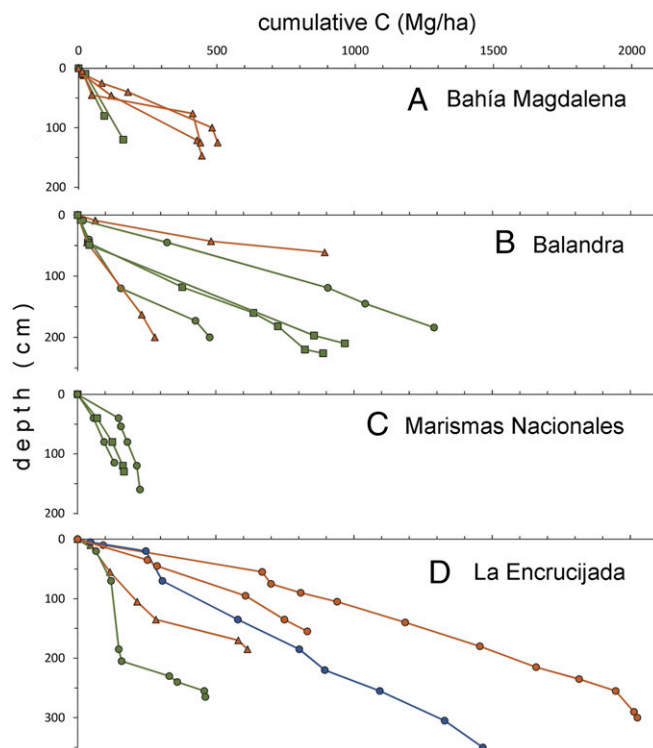 cumulative C (Mg/ha)
0 500 1000 1500 2000
0
100
200
A Bahía Magdalena
0
100
200
B Balandra
0
100
200
C Marismas Nacionales
0
100
200
300
D La Encrucijada
depth (cm)